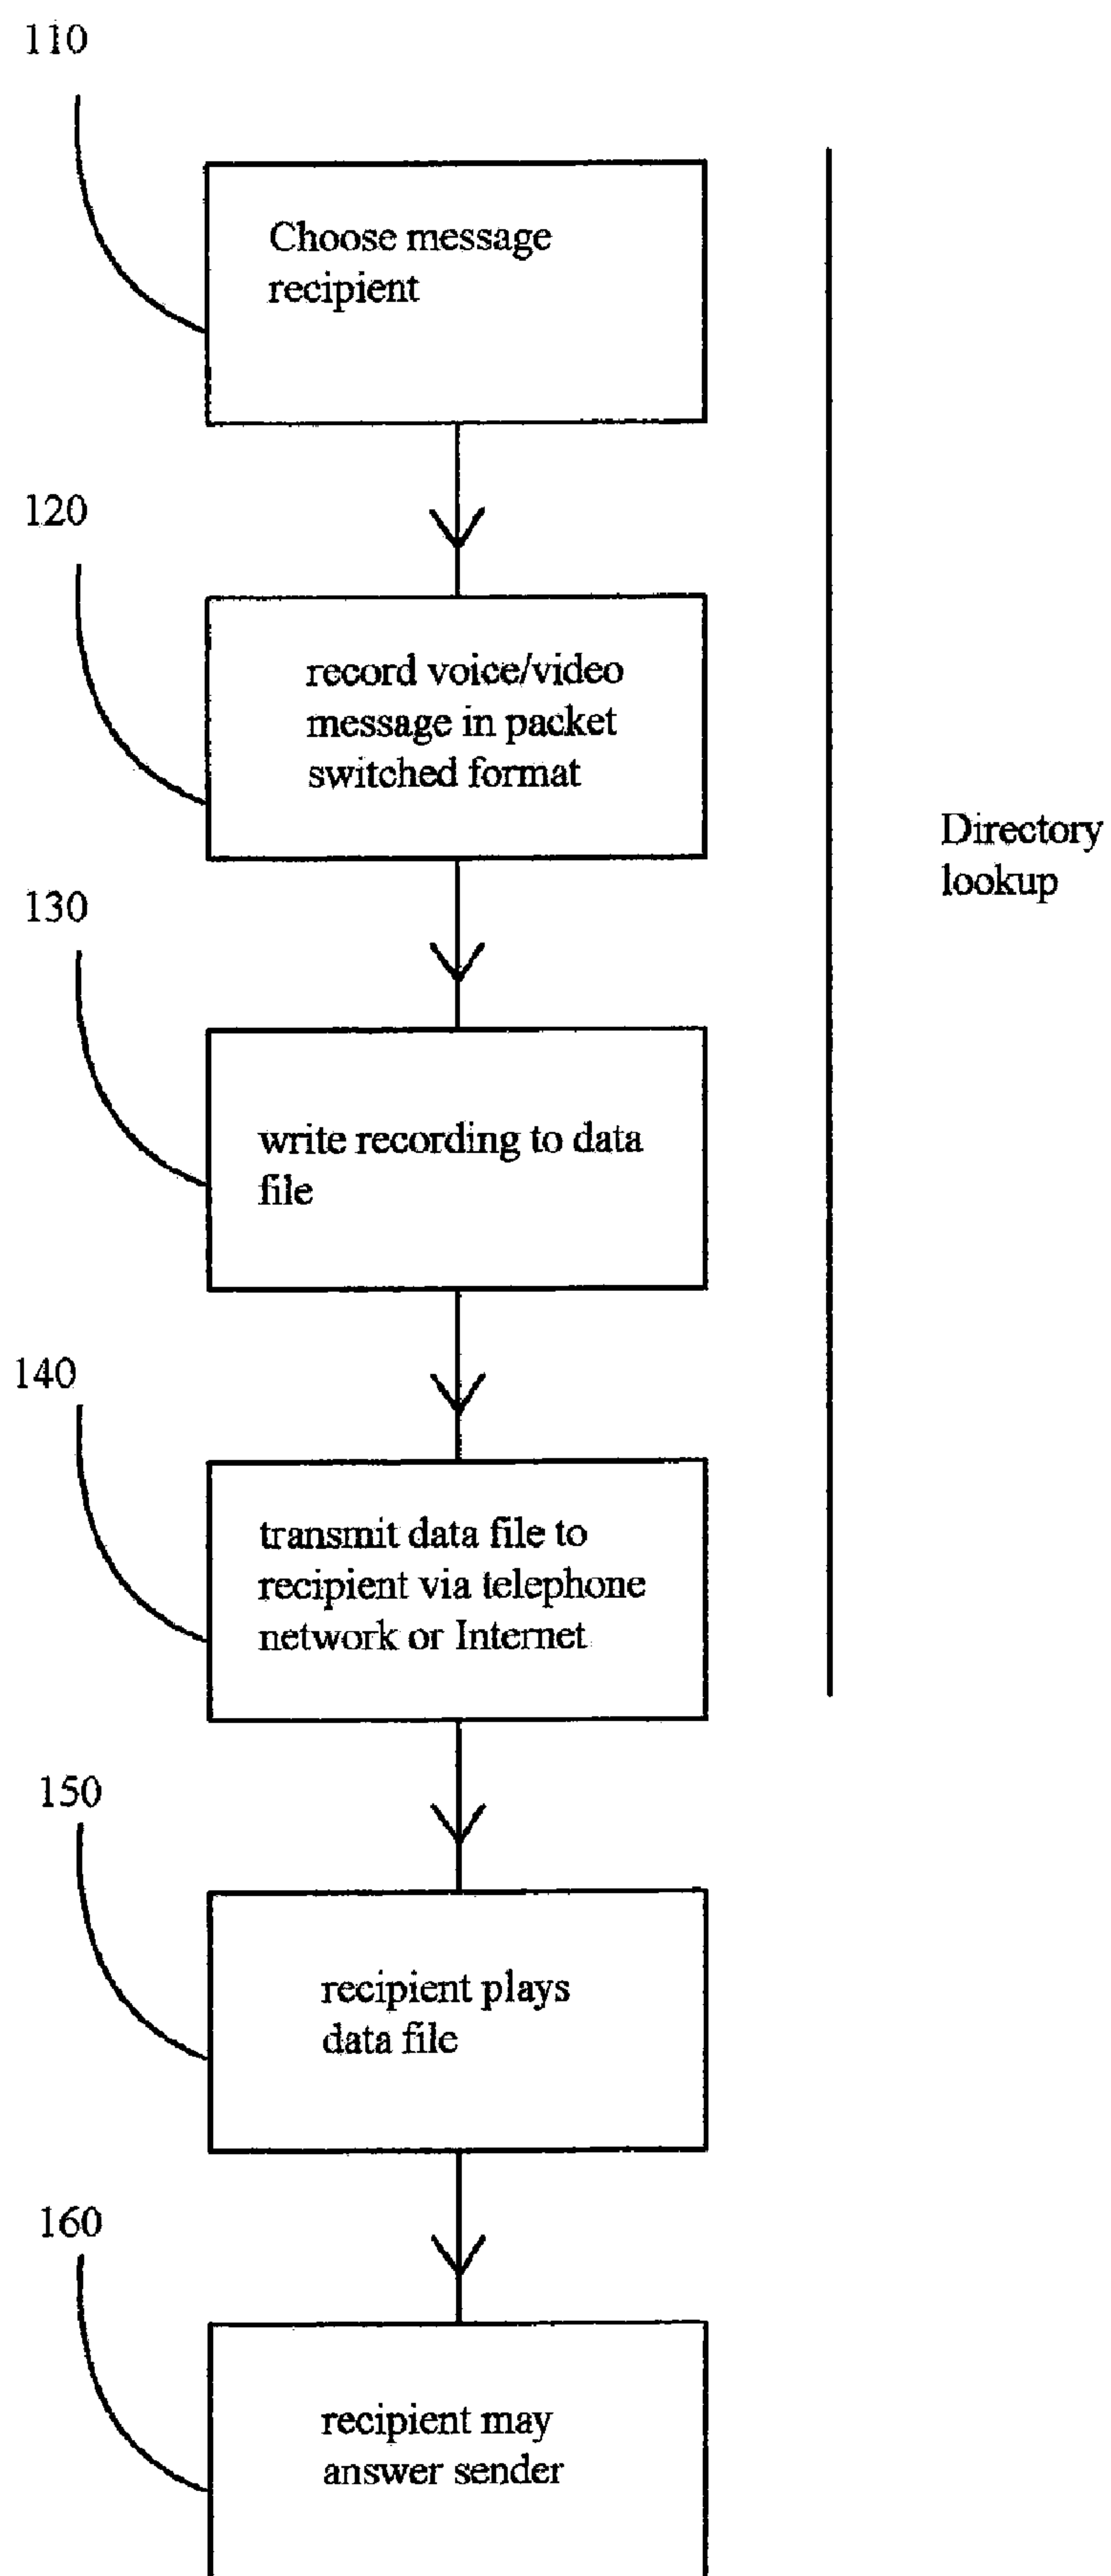 110
Choose message
recipient
120
record voice/video
message in packet
switched format
Directory
lookup
130
write recording to data
file
140
transmit data file to
recipient via telephone
network or Internet
150
recipient plays
data file
160
recipient may
answer sender